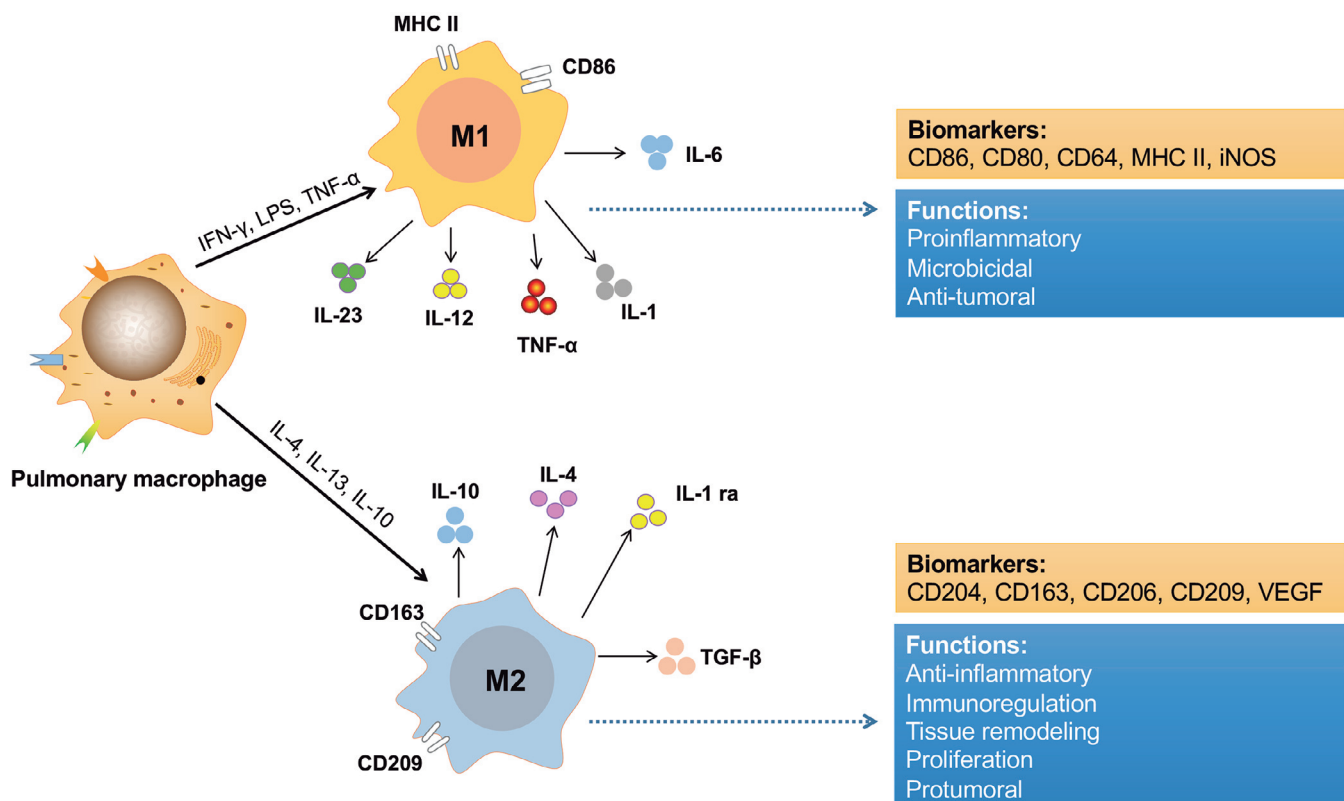 MHC II
CD86
M1
IL-6
IFN-γ, LPS, TNF-α
IL-23
IL-12
TNF-α
IL-1
Biomarkers:
CD86, CD80, CD64, MHC II, iNOS
Functions:
Proinflammatory
Microbicidal
Anti-tumoral
Pulmonary macrophage
IL-4, IL-13, IL-10
IL-10
IL-4
IL-1 ra
CD163
M2
TGF-β
CD209
Biomarkers:
CD204, CD163, CD206, CD209, VEGF
Functions:
Anti-inflammatory
Immunoregulation
Tissue remodeling
Proliferation
Protumoral